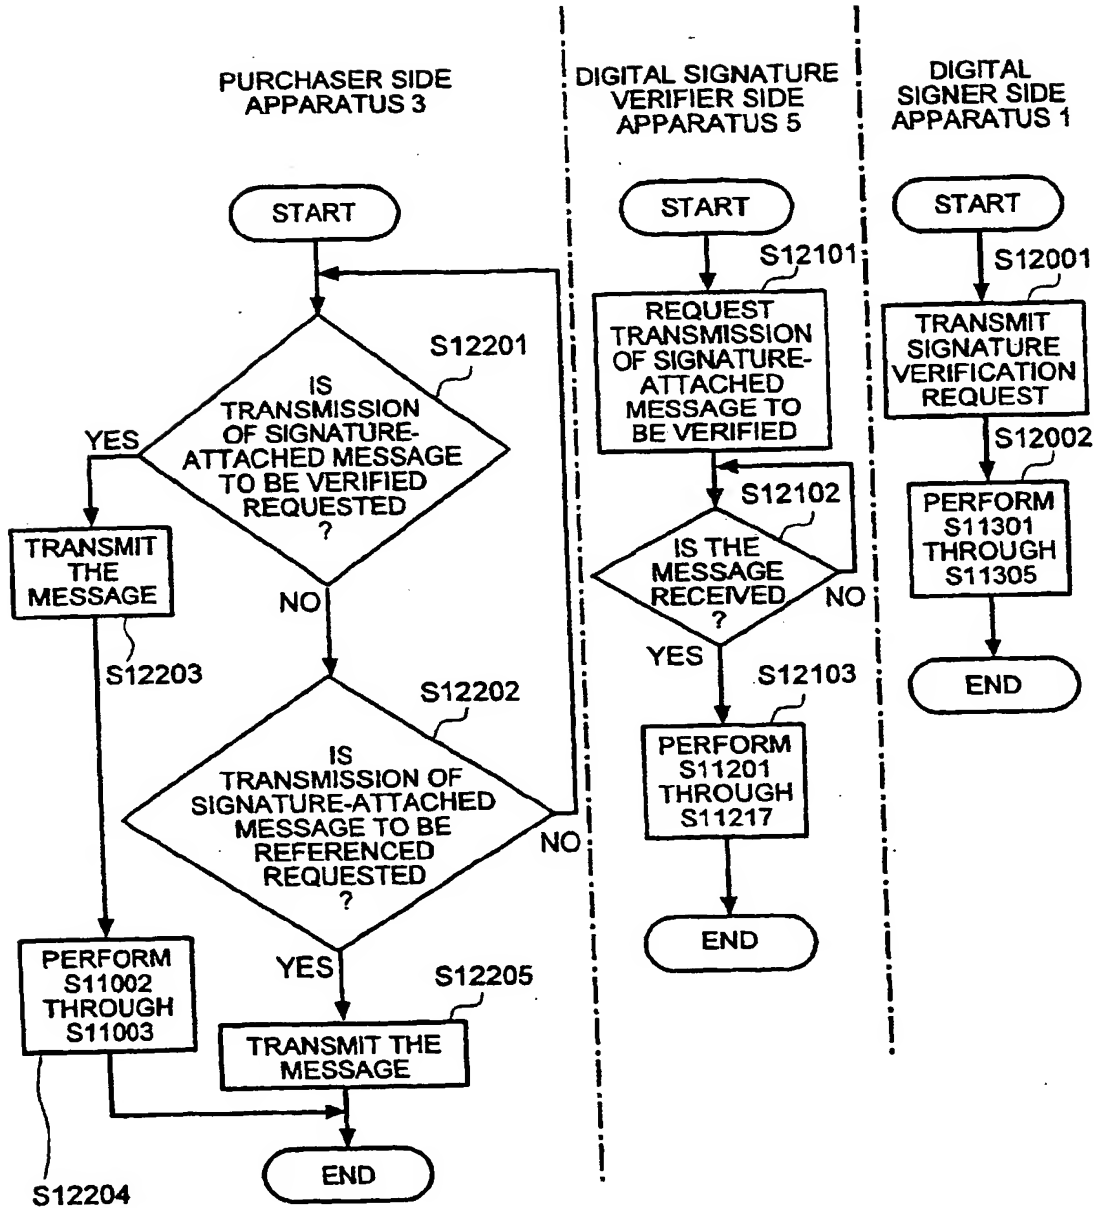 PURCHASER SIDE
APPARATUS 3
START
S12201
IS
TRANSMISSION
OF SIGNATURE-
ATTACHED MESSAGE
TO BE VERIFIED
REQUESTED
?
YES
NO
TRANSMIT
THE
MESSAGE
S12203
S12202
IS
TRANSMISSION OF
SIGNATURE-ATTACHED
MESSAGE TO BE
REFERENCED
REQUESTED
?
NO
YES
PERFORM
S11002
THROUGH
S11003
S12204
S12205
TRANSMIT THE
MESSAGE
END
DIGITAL SIGNATURE
VERIFIER SIDE
APPARATUS 5
START
S12101
REQUEST
TRANSMISSION
OF SIGNATURE-
ATTACHED
MESSAGE TO
BE VERIFIED
S12102
IS THE
MESSAGE
RECEIVED
?
NO
YES
S12103
PERFORM
S11201
THROUGH
S11217
END
DIGITAL
SIGNER SIDE
APPARATUS 1
START
S12001
TRANSMIT
SIGNATURE
VERIFICATION
REQUEST
S12002
PERFORM
S11301
THROUGH
S11305
END